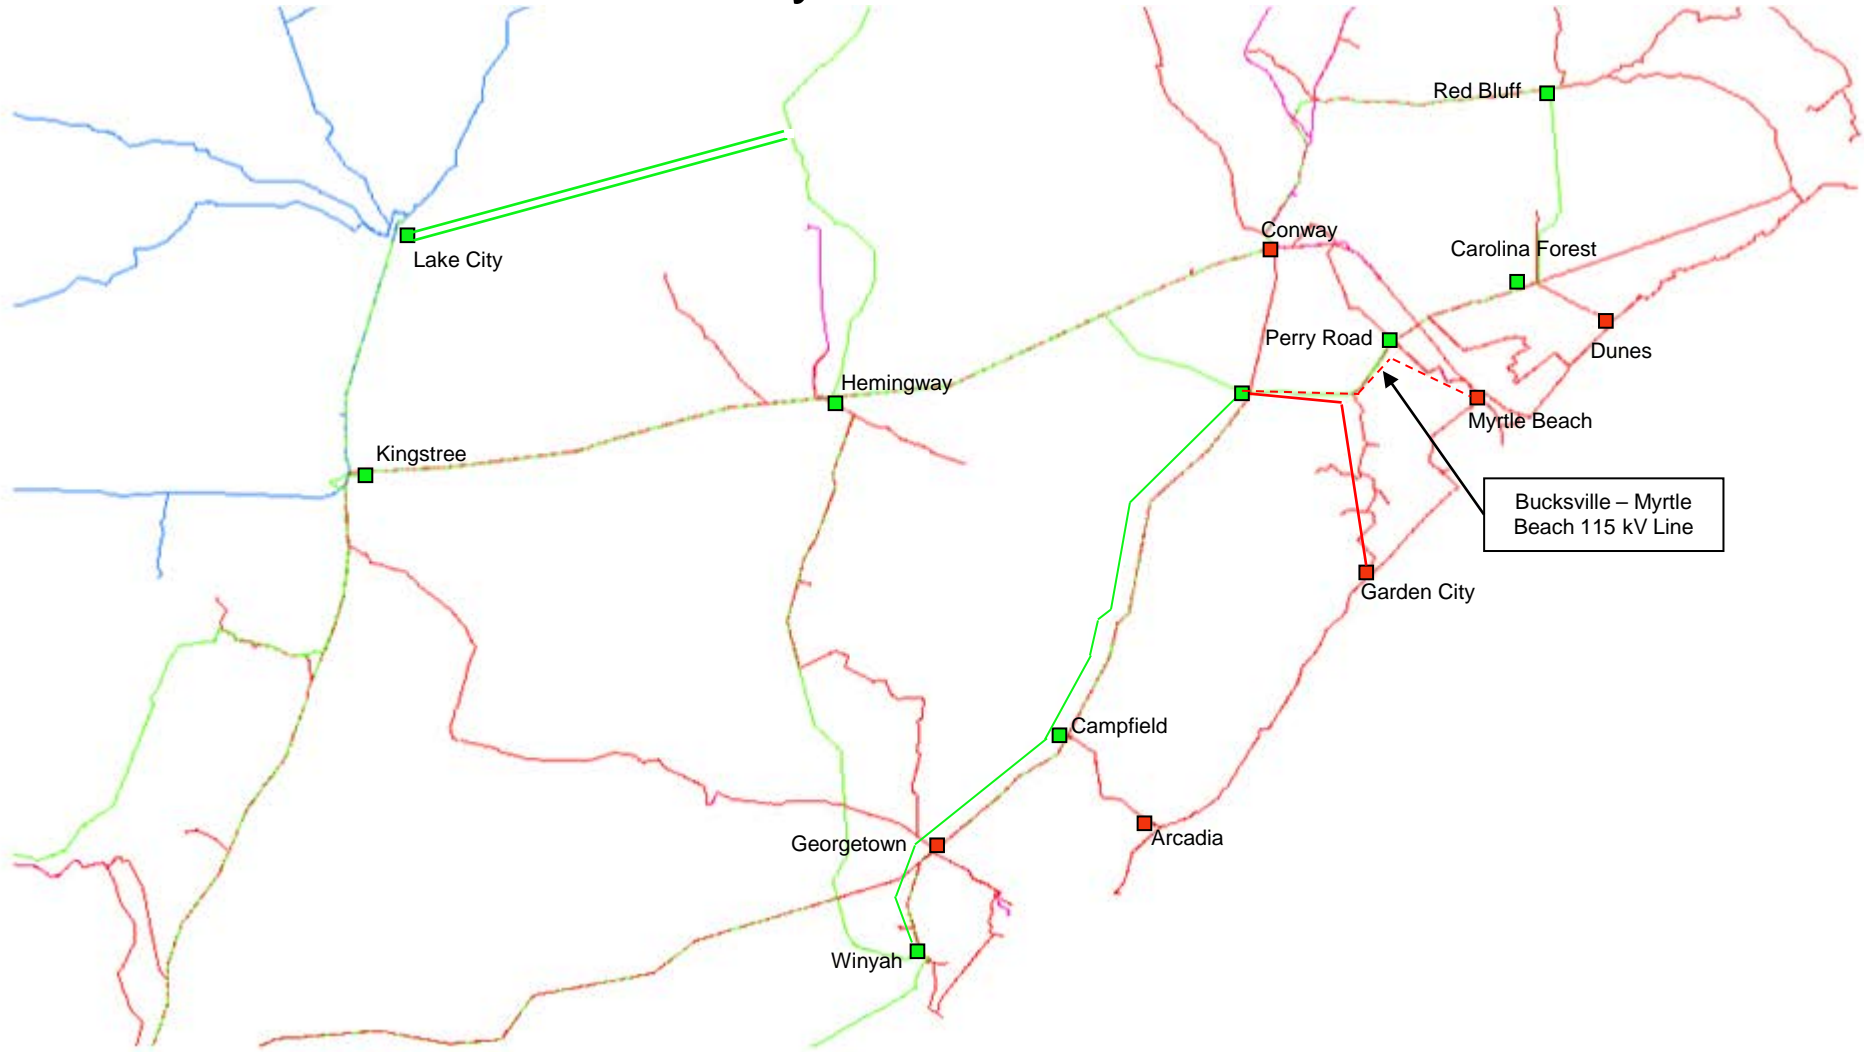 Red Bluff
Conway
Carolina Forest
Lake City
Perry Road
Dunes
Hemingway
Myrtle Beach
Kingstree
Bucksville – Myrtle
Beach 115 kV Line
Garden City
Campfield
Georgetown
Arcadia
Winyah